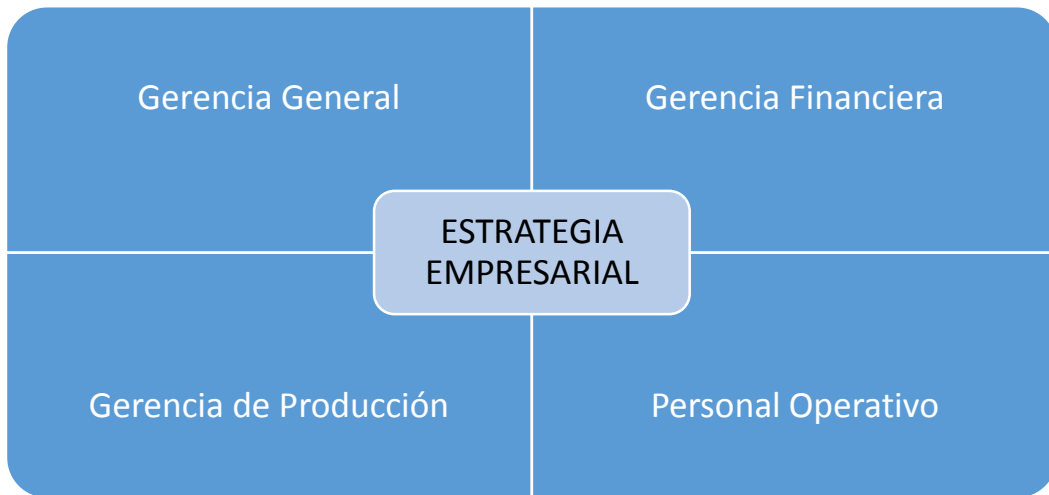 Gerencia General
Gerencia Financiera
ESTRATEGIA
EMPRESARIAL
Gerencia de Producción
Personal Operativo